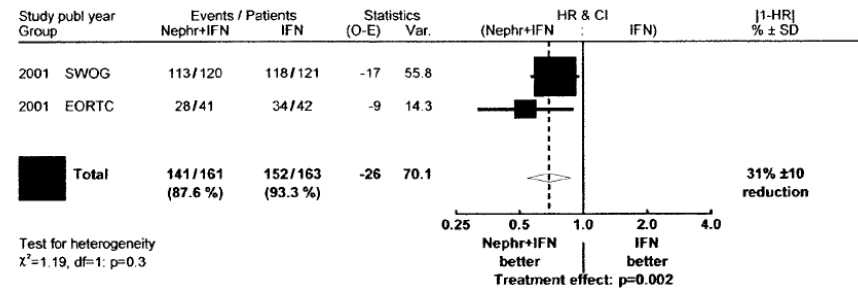 Study publ year Events / Patients Statistics HR & CI |1-HR|
Group Nephr+IFN IFN (O-E) Var. (Nephr+IFN : IFN) % ± SD
2001 SWOG 113/120 118/121 -17 55.8
2001 EORTC 28/41 34/42 -9 14.3
Total 141/161 152/163 -26 70.1 31% ±10
(87.6 %) (93.3 %) reduction
0.25 0.5 1.0 2.0 4.0
Test for heterogeneity Nephr+IFN IFN
χ²=1.19, df=1: p=0.3 better better
Treatment effect: p=0.002